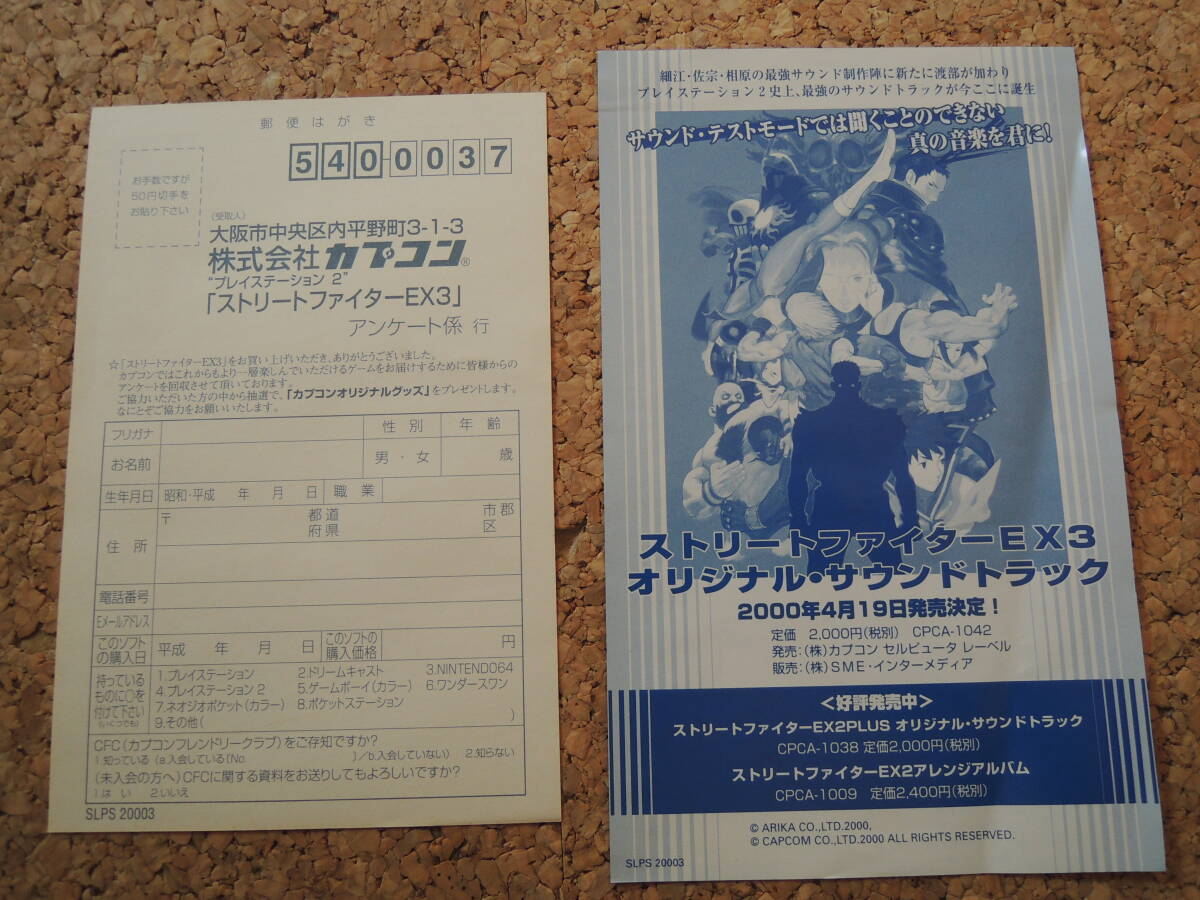 郵便はがき
お手数ですが
50円切手を
お貼り下さい
540-0037
(受取人)
大阪市中央区内平野町3-1-3
株式会社カプコン®
“プレイステーション 2”
「ストリートファイターEX3」
アンケート係 行
☆「ストリートファイターEX3」をお買い上げいただき、ありがとうございました。
カプコンではこれからもより一層楽しんでいただけるゲームをお届けするために皆様からの
アンケートを回収させて頂いております。
ご協力いただいた方の中から抽選で、「カプコンオリジナルグッズ」をプレゼントします。
なにとぞご協力をお願いいたします。
フリガナ 性別 年齢
お名前 男・女 歳
生年月日 昭和・平成 年 月 日 職業
住所 〒 都道府県 市郡区
電話番号
Eメールアドレス
このソフトの購入日 平成 年 月 日 このソフトの購入価格 円
持っているものに○を付けて下さい(いくつでも)
1.プレイステーション 2.ドリームキャスト 3.NINTENDO64
4.プレイステーション2 5.ゲームボーイ(カラー) 6.ワンダースワン
7.ネオジオポケット(カラー) 8.ポケットステーション
9.その他( )
CFC(カプコンフレンドリークラブ)をご存知ですか?
1.知っている(a.入会している(No. )/b.入会していない) 2.知らない
(未入会の方へ)CFCに関する資料をお送りしてもよろしいですか?
1.はい 2.いいえ
SLPS 20003
細江・佐宗・相原の最強サウンド制作陣に新たに渡部が加わり
プレイステーション2史上、最強のサウンドトラックが今ここに誕生
サウンド・テストモードでは聞くことのできない
真の音楽を君に!
ストリートファイターEX3
オリジナル・サウンドトラック
2000年4月19日発売決定!
定価 2,000円(税別) CPCA-1042
発売:(株)カプコン セルピュータ レーベル
販売:(株)SME・インターメディア
<好評発売中>
ストリートファイターEX2PLUS オリジナル・サウンドトラック
CPCA-1038 定価2,000円(税別)
ストリートファイターEX2アレンジアルバム
CPCA-1009 定価2,400円(税別)
© ARIKA CO.,LTD.2000,
© CAPCOM CO.,LTD.2000 ALL RIGHTS RESERVED.
SLPS 20003